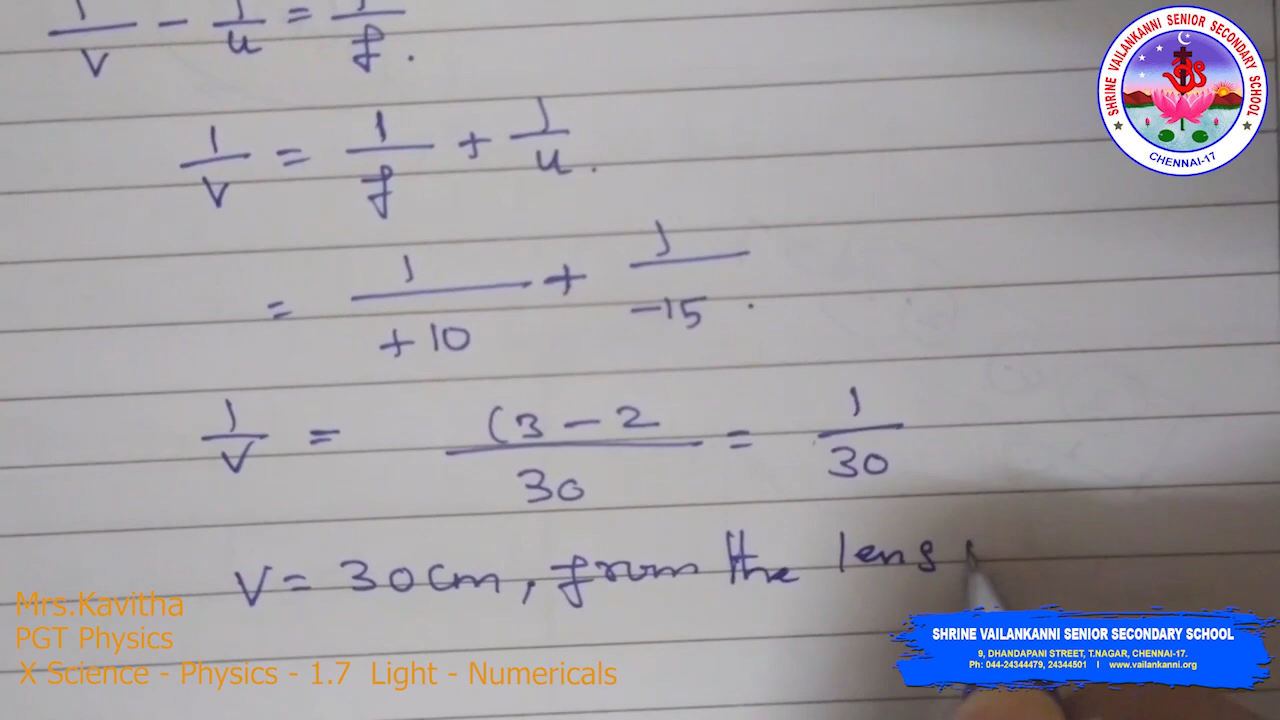 1/v - 1/u = 1/f.
1/v = 1/f + 1/u.
= 1/+10 + 1/-15.
1/v = (3-2/30 = 1/30
V = 30cm, from the lens
Mrs.Kavitha
PGT Physics
X Science - Physics - 1.7 Light - Numericals
SHRINE VAILANKANNI SENIOR SECONDARY SCHOOL
CHENNAI-17
SHRINE VAILANKANNI SENIOR SECONDARY SCHOOL
9, DHANDAPANI STREET, T.NAGAR, CHENNAI-17.
Ph: 044-24344479, 24344501 I www.vailankanni.org